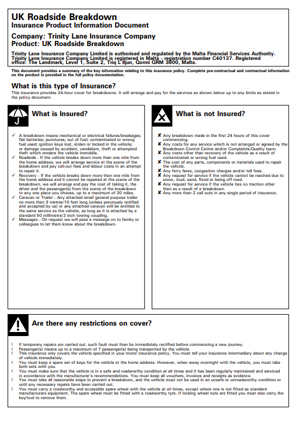 UK Roadside Breakdown
Insurance Product Information Document
Company: Trinity Lane Insurance Company
Product: UK Roadside Breakdown
Trinity Lane Insurance Company Limited is authorised and regulated by the Malta Financial Services Authority.
Trinity Lane Insurance Company Limited is registered in Malta - registration number C40137. Registered
office: The Landmark, Level 1, Suite 2, Triq L'Iljun, Qormi QRM 3800, Malta.
This document provides a summary of the key information relating to this insurance policy. Complete pre-contractual and contractual information
on the product is provided in the full policy documentation.
What is this type of Insurance?
This insurance provides 24-hour cover for breakdowns. It will arrange and pay for the services as shown below up to any limits as stated in
the policy document.
What is Insured?
✓ A breakdown means mechanical or electrical failures/breakages;
flat batteries; punctures; out of fuel; contaminated or wrong
fuel used; ignition keys lost, stolen or locked in the vehicle;
or damage caused by accident, vandalism, theft or attempted
theft which renders the vehicle immobile.
✓ Roadside - If the vehicle breaks down more than one mile from
the home address, we will arrange service at the scene of the
breakdown and pay the call out and labour costs in an attempt
to repair it.
✓ Recovery - If the vehicle breaks down more than one mile from
the home address and it cannot be repaired at the scene of the
breakdown, we will arrange and pay the cost of taking it, the
driver and the passenger(s) from the scene of the breakdown
to any one place you choose, up to a maximum of 20 miles.
✓ Caravan or Trailer - Any attached small general purpose trailer
no more than 3 metres/10 feet long (unless previously notified
and accepted by us) or any attached caravan will be entitled to
the same service as the vehicle, as long as it is attached by a
standard 50 millimetre/2 inch towing coupling.
✓ Messages - On request we will pass on a message on to family or
colleagues to let them know about the breakdown.
What is not Insured?
✘ Any breakdown made in the first 24 hours of this cover
commencing.
✘ Any costs for any service which is not arranged or agreed by the
Breakdown Control Centre and/or Complaints/Quality team.
✘ Any costs other than recovery of the vehicle as a result of
contaminated or wrong fuel used.
✘ The cost of any parts, components or materials used to repair
the vehicle.
✘ Any ferry fares, congestion charges and/or toll fees.
✘ Any request for service if the vehicle cannot be reached due to
snow, mud, sand, flood or being off road.
✘ Any request for service if the vehicle has no traction other
than as a result of a breakdown.
✘ Any more than 2 call outs in any single period of insurance.
Are there any restrictions on cover?
! If temporary repairs are carried out, such fault must then be immediately rectified before commencing a new journey.
! Passenger(s) means up to a maximum of 7 passenger(s) being transported by the vehicle.
! This insurance only covers the vehicle specified in your motor insurance policy. You must tell your insurance intermediary about any change
of vehicle immediately.
! You must keep a spare set of keys for the vehicle at the home address. However, when away overnight with the vehicle, you must take
both sets with you.
! You must make sure that the vehicle is in a safe and roadworthy condition at all times and it has been regularly maintained and serviced
in accordance with the manufacturer's recommendations. You must keep all vouchers, invoices and receipts as evidence.
! You must take all reasonable steps to prevent a breakdown, and the vehicle must not be used in an unsafe or unroadworthy condition or
until any necessary repairs have been carried out.
! You must carry a roadworthy and accessible spare wheel with the vehicle at all times, except where one is not fitted as standard
manufacturers equipment. The spare wheel must be fitted with a roadworthy tyre. If locking wheel nuts are fitted you must also carry the
key/tool to remove them.